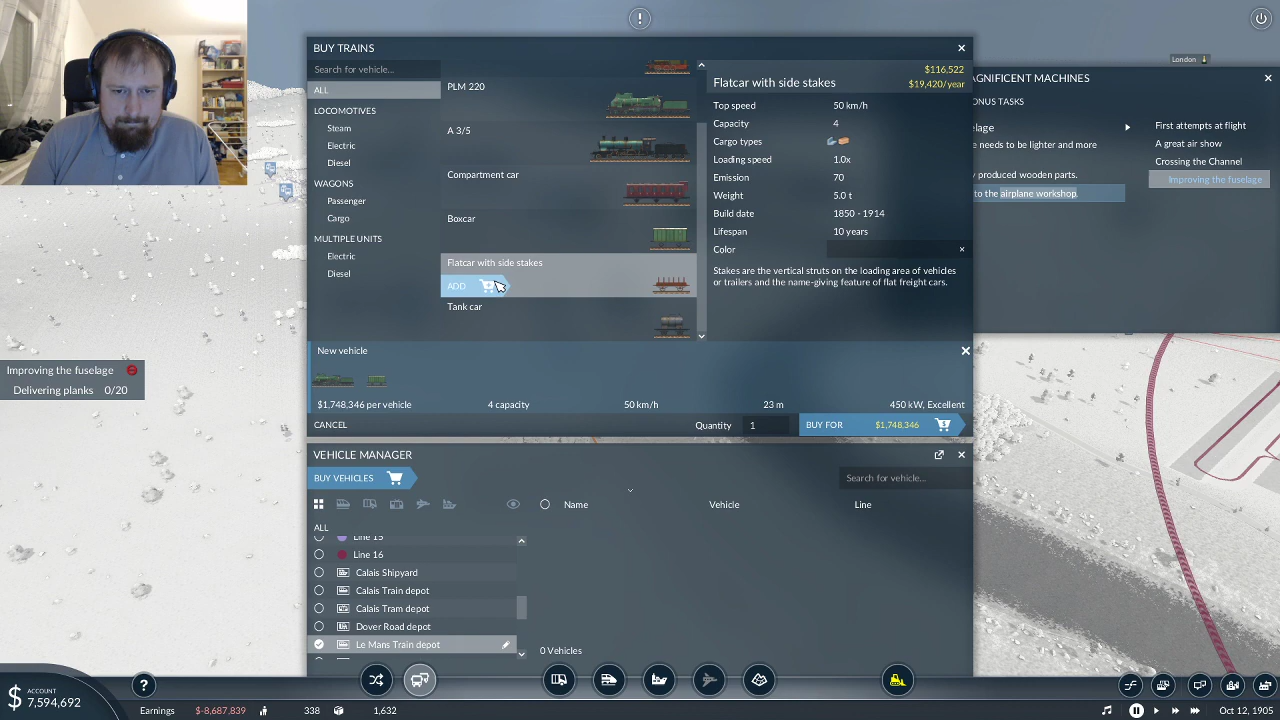 London
BUY TRAINS
Search for vehicle...
ALL
LOCOMOTIVES
Steam
Electric
Diesel
WAGONS
Passenger
Cargo
MULTIPLE UNITS
Electric
Diesel
PLM 220
A 3/5
Compartment car
Boxcar
Flatcar with side stakes
ADD
Tank car
$116,522
Flatcar with side stakes
$19,420/year
Top speed 50 km/h
Capacity 4
Cargo types
Loading speed 1.0x
Emission 70
Weight 5.0 t
Build date 1850 - 1914
Lifespan 10 years
Color
Stakes are the vertical struts on the loading area of vehicles
or trailers and the name-giving feature of flat freight cars.
AGNIFICENT MACHINES
ONUS TASKS
elage
e needs to be lighter and more
y produced wooden parts.
to the airplane workshop.
First attempts at flight
A great air show
Crossing the Channel
Improving the fuselage
Improving the fuselage
Delivering planks 0/20
New vehicle
$1,748,346 per vehicle 4 capacity 50 km/h 23 m 450 kW, Excellent
CANCEL Quantity 1 BUY FOR $1,748,346
VEHICLE MANAGER
BUY VEHICLES
Search for vehicle...
Name Vehicle Line
ALL
Line 15
Line 16
Calais Shipyard
Calais Train depot
Calais Tram depot
Dover Road depot
Le Mans Train depot
0 Vehicles
$ ACCOUNT
7,594,692
?
Earnings $-8,687,839 338 1,632
Oct 12, 1905